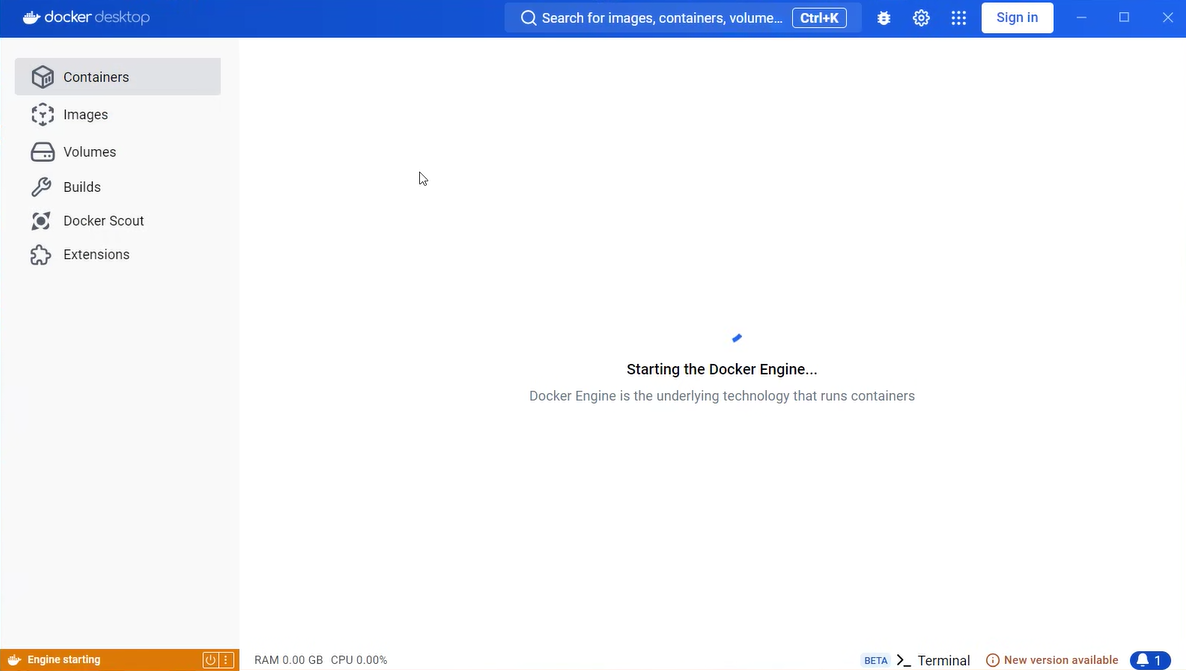 docker desktop
Search for images, containers, volume... Ctrl+K
Sign in
Containers
Images
Volumes
Builds
Docker Scout
Extensions
Starting the Docker Engine...
Docker Engine is the underlying technology that runs containers
Engine starting
RAM 0.00 GB CPU 0.00%
BETA >_ Terminal
New version available
1